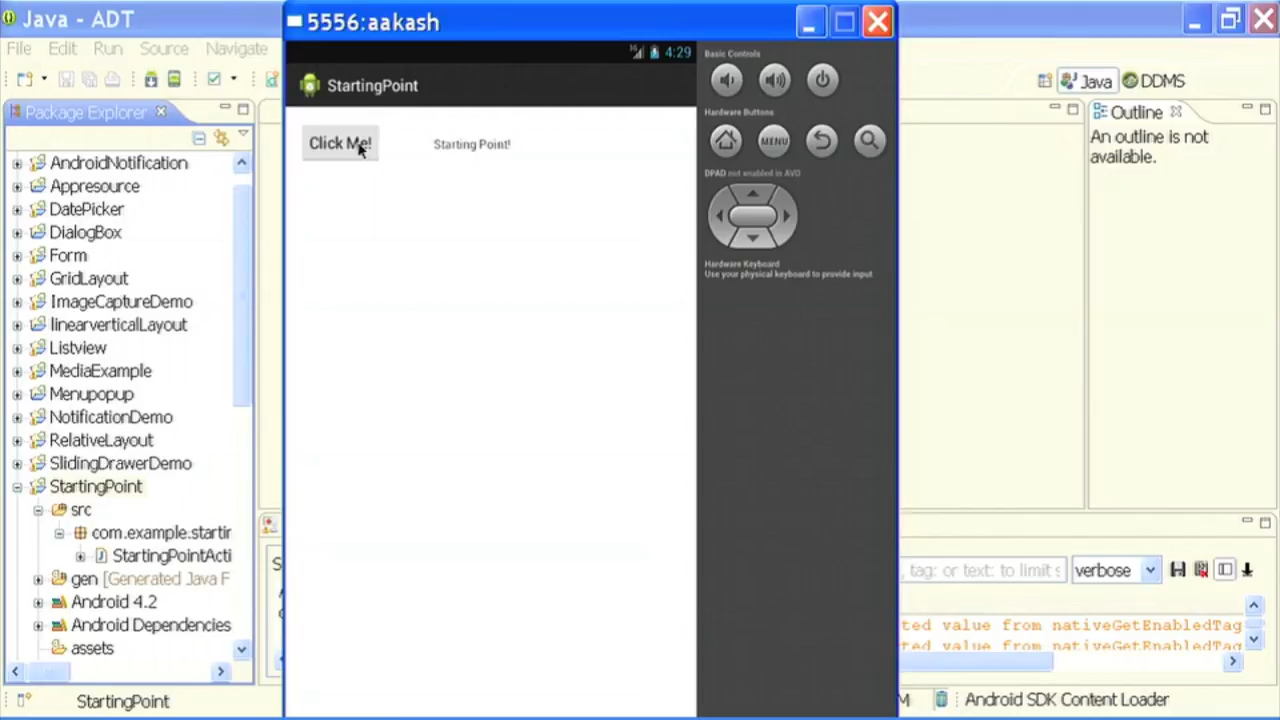 Java - ADT
File Edit Run Source Navigate
Java DDMS
Package Explorer
AndroidNotification
Appresource
DatePicker
DialogBox
Form
GridLayout
ImageCaptureDemo
linearverticalLayout
Listview
MediaExample
Menupopup
NotificationDemo
RelativeLayout
SlidingDrawerDemo
StartingPoint
src
com.example.startir
StartingPointActi
gen [Generated Java F
Android 4.2
Android Dependencies
assets
StartingPoint
5556:aakash
4:29
StartingPoint
Click Me!
Starting Point!
Basic Controls
Hardware Buttons
MENU
DPAD not enabled in AVD
Hardware Keyboard
Use your physical keyboard to provide input
Outline
An outline is not
available.
, tag: or text: to limit s
verbose
ted value from nativeGetEnabledTag
ted value from nativeGetEnabledTag
Android SDK Content Loader